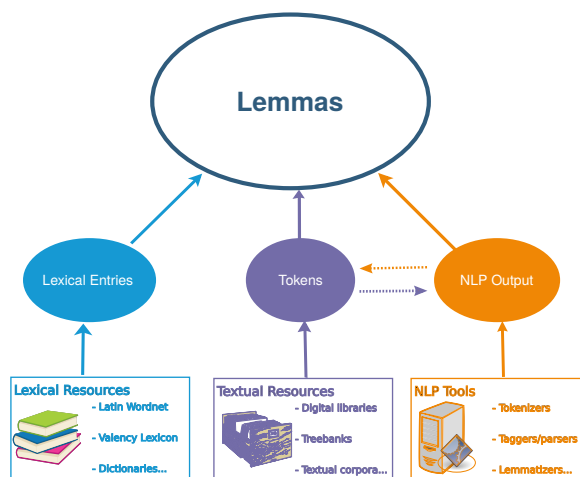 Lemmas
Lexical Entries
Tokens
NLP Output
Lexical Resources
- Latin Wordnet
- Valency Lexicon
- Dictionaries...
Textual Resources
- Digital libraries
- Treebanks
- Textual corpora...
NLP Tools
- Tokenizers
- Taggers/parsers
- Lemmatizers...